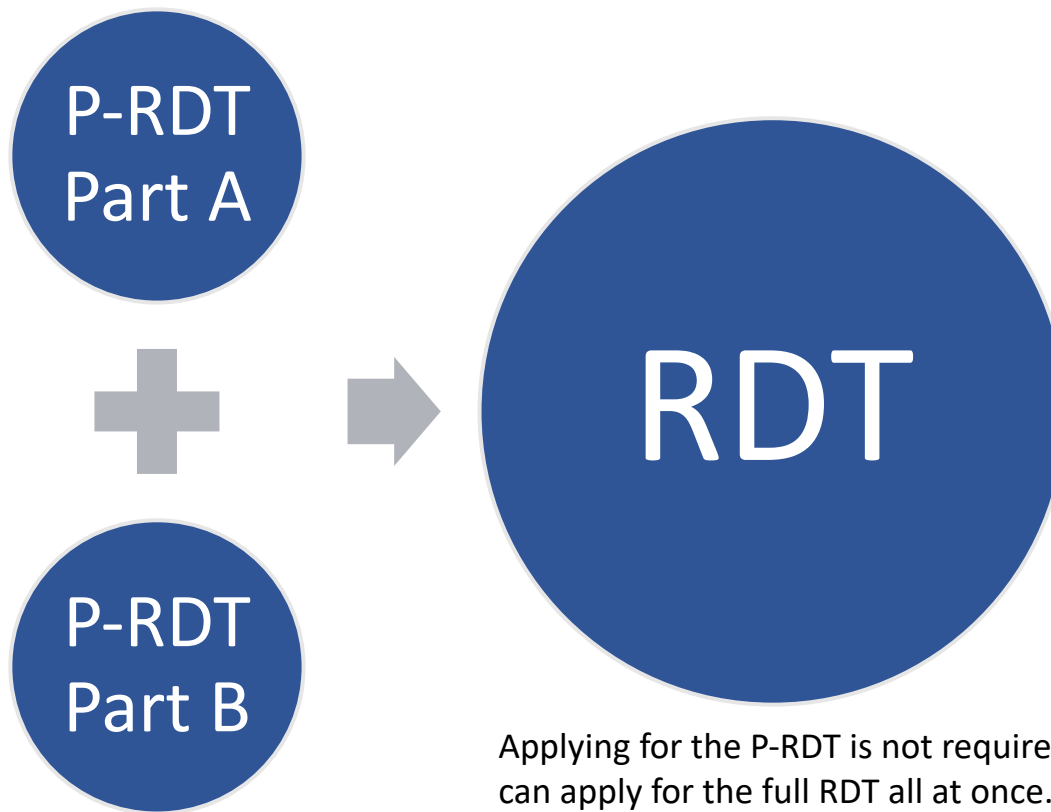 P-RDT
Part A
RDT
P-RDT
Part B
Applying for the P-RDT is not require
can apply for the full RDT all at once.